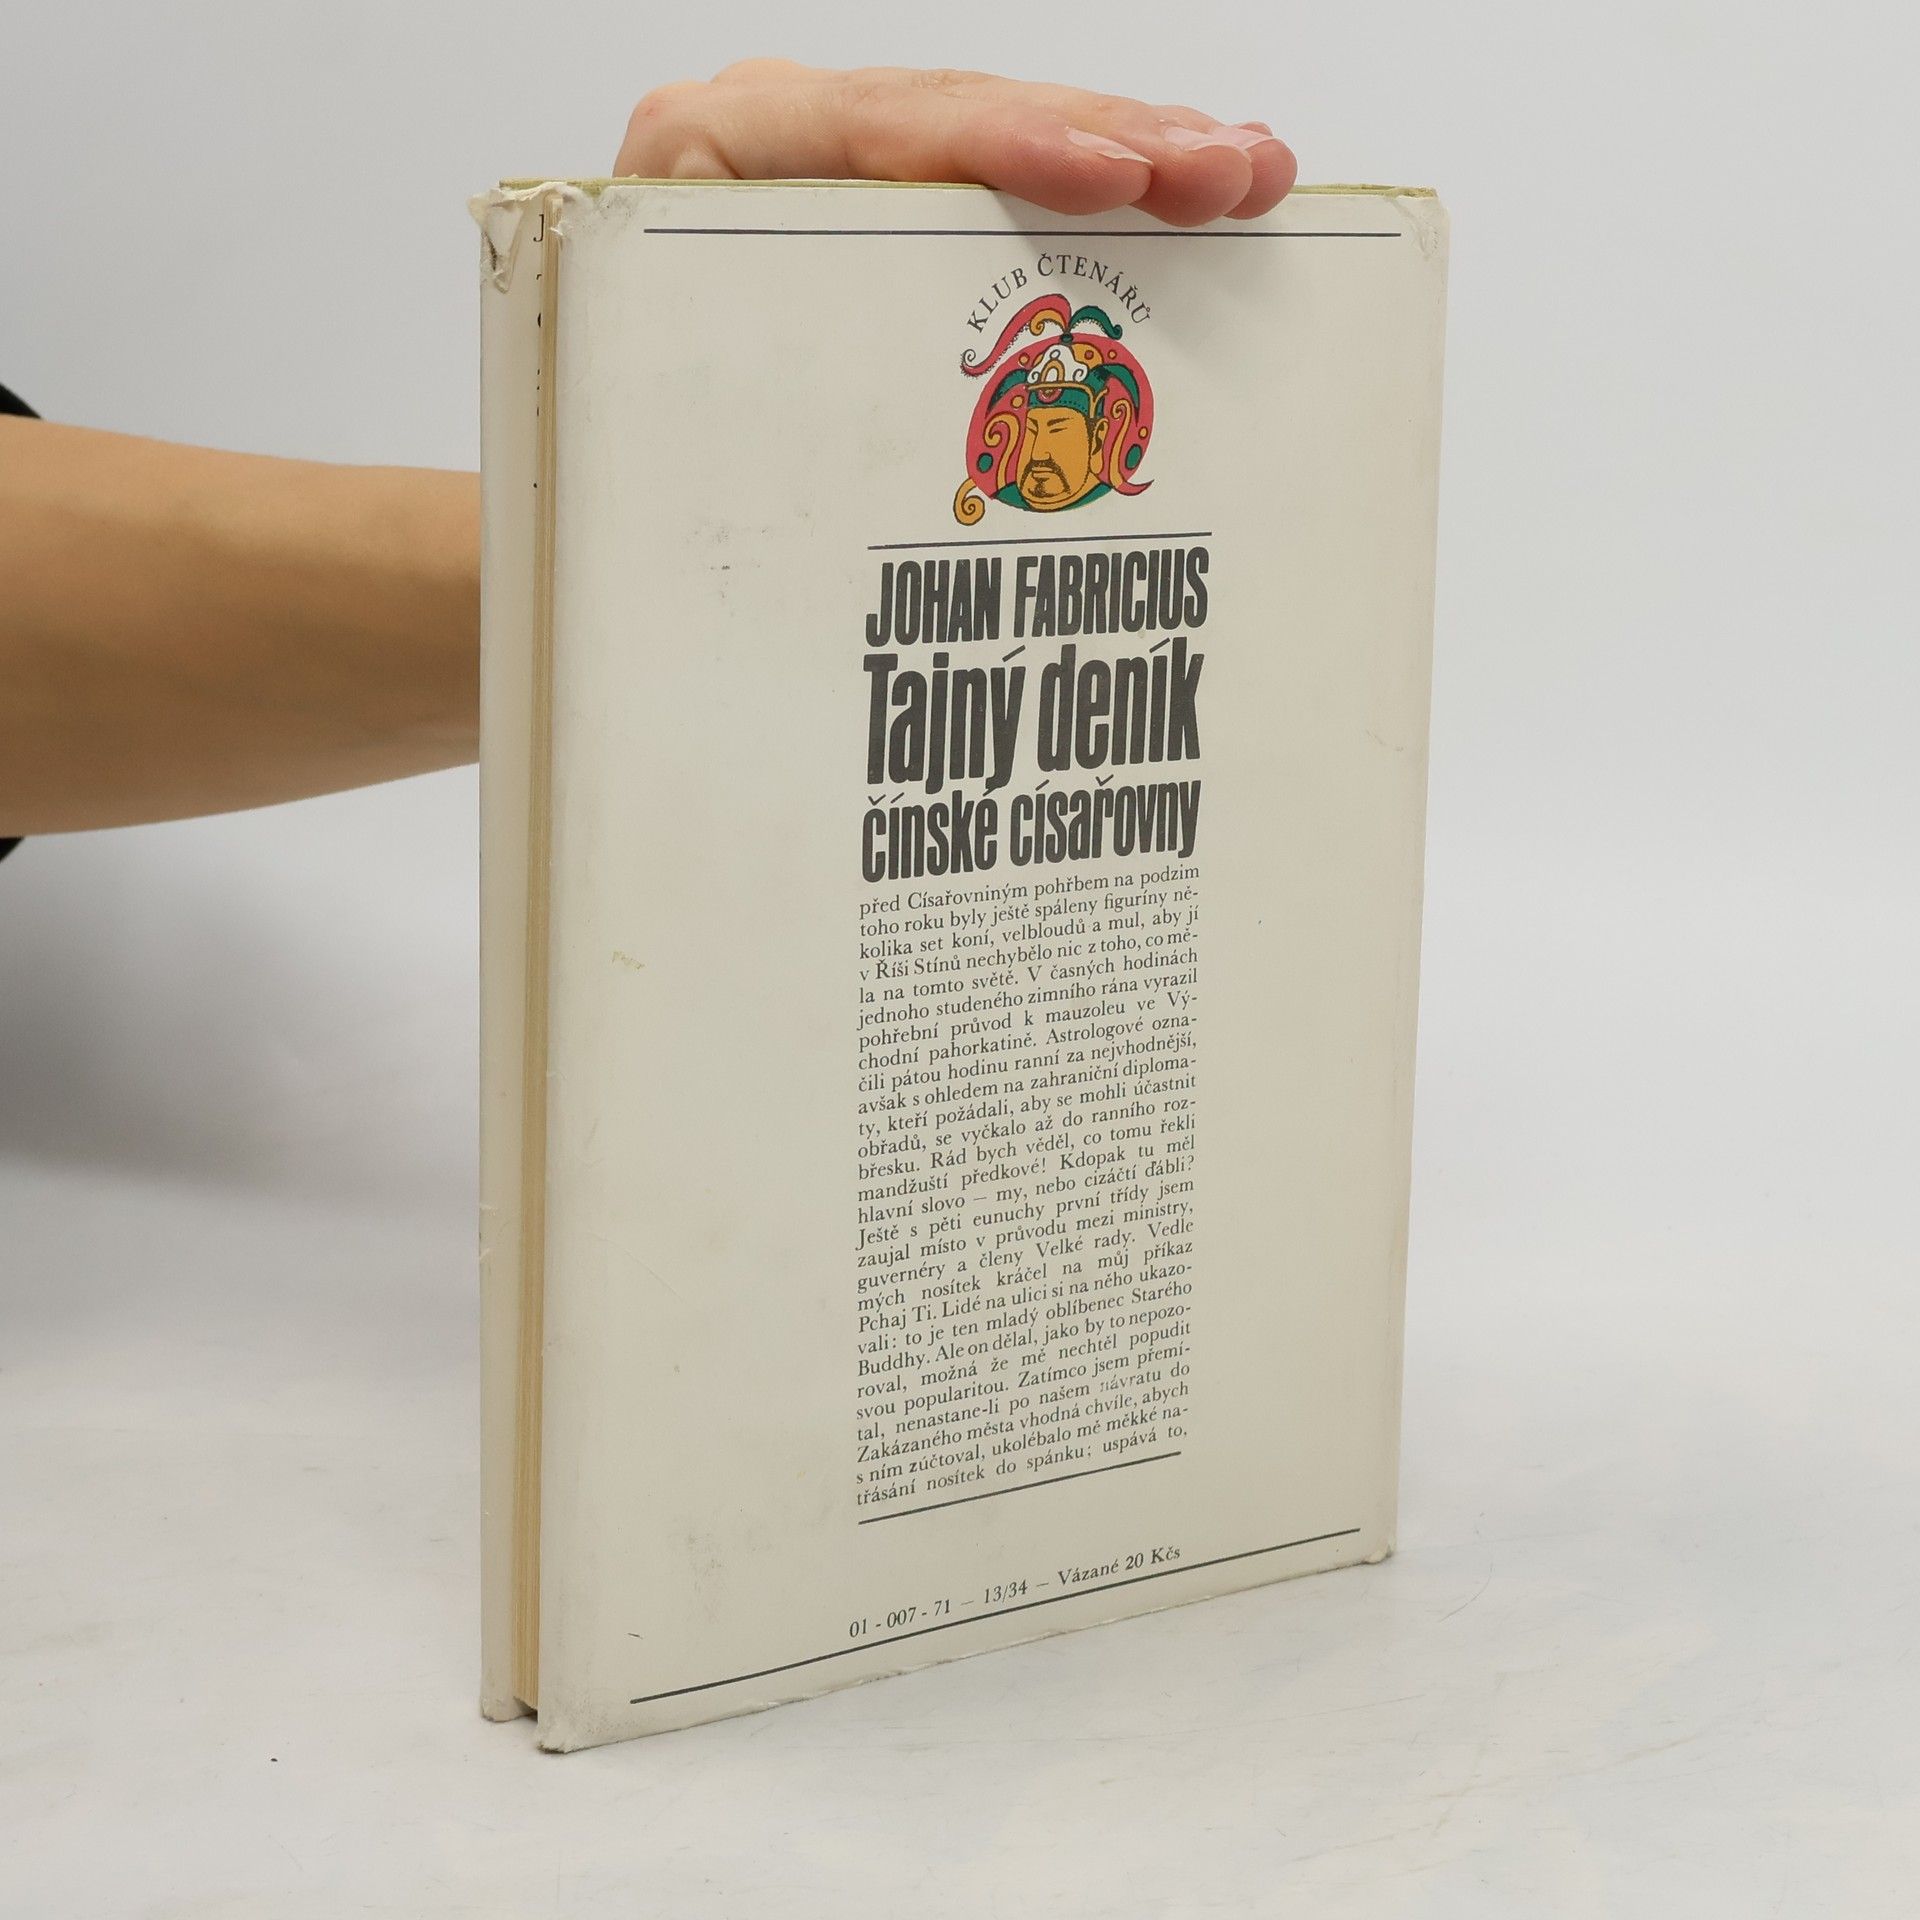 KLUB ČTENÁŘŮ
JOHAN FABRICIUS
Tajný deník
čínské císařovny
před Císařovniným pohřbem na podzim
toho roku byly ještě spáleny figuríny ně-
kolika set koní, velbloudů a mul, aby jí
v Říši Stínů nechybělo nic z toho, co mě-
la na tomto světě. V časných hodinách
jednoho studeného zimního rána vyrazil
pohřební průvod k mauzoleu ve Vý-
chodní pahorkatině. Astrologové ozna-
čili pátou hodinu ranní za nejvhodnější,
avšak s ohledem na zahraniční diploma-
ty, kteří požádali, aby se mohli účastnit
obřadů, se vyčkalo až do ranního roz-
břesku. Rád bych věděl, co tomu řekli
mandžuští předkové! Kdopak tu měl
hlavní slovo — my, nebo cizáčtí ďábli?
Ještě s pěti eunuchy první třídy jsem
zaujal místo v průvodu mezi ministry,
guvernéry a členy Velké rady. Vedle
mých nosítek kráčel na můj příkaz
Pchaj Ti. Lidé na ulici si na něho ukazo-
vali: to je ten mladý oblíbenec Starého
Buddhy. Ale on dělal, jako by to nepozo-
roval, možná že mě nechtěl popudit
svou popularitou. Zatímco jsem přemí-
tal, nenastane-li po našem návratu do
Zakázaného města vhodná chvíle, abych
s ním zúčtoval, ukolébalo mě měkké na-
třásání nosítek do spánku; uspává to,
01 - 007 - 71 — 13/34 — Vázané 20 Kčs